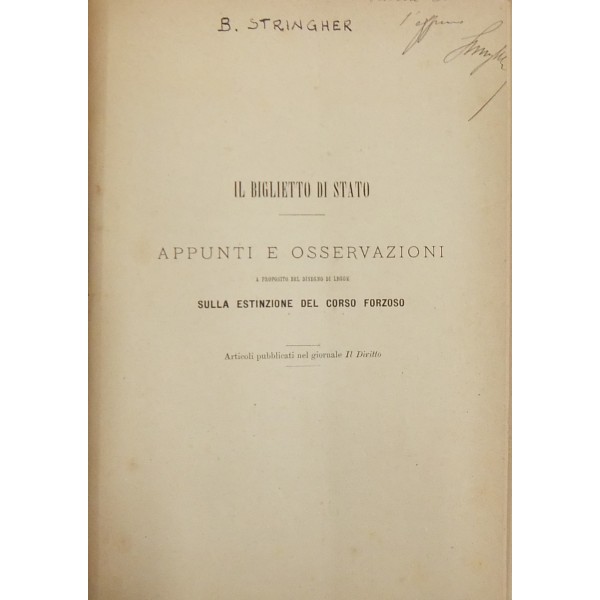 B. STRINGHER
IL BIGLIETTO DI STATO
APPUNTI E OSSERVAZIONI
A PROPOSITO DEL DISEGNO DI LEGGE
SULLA ESTINZIONE DEL CORSO FORZOSO
Articoli pubblicati nel giornale Il Diritto